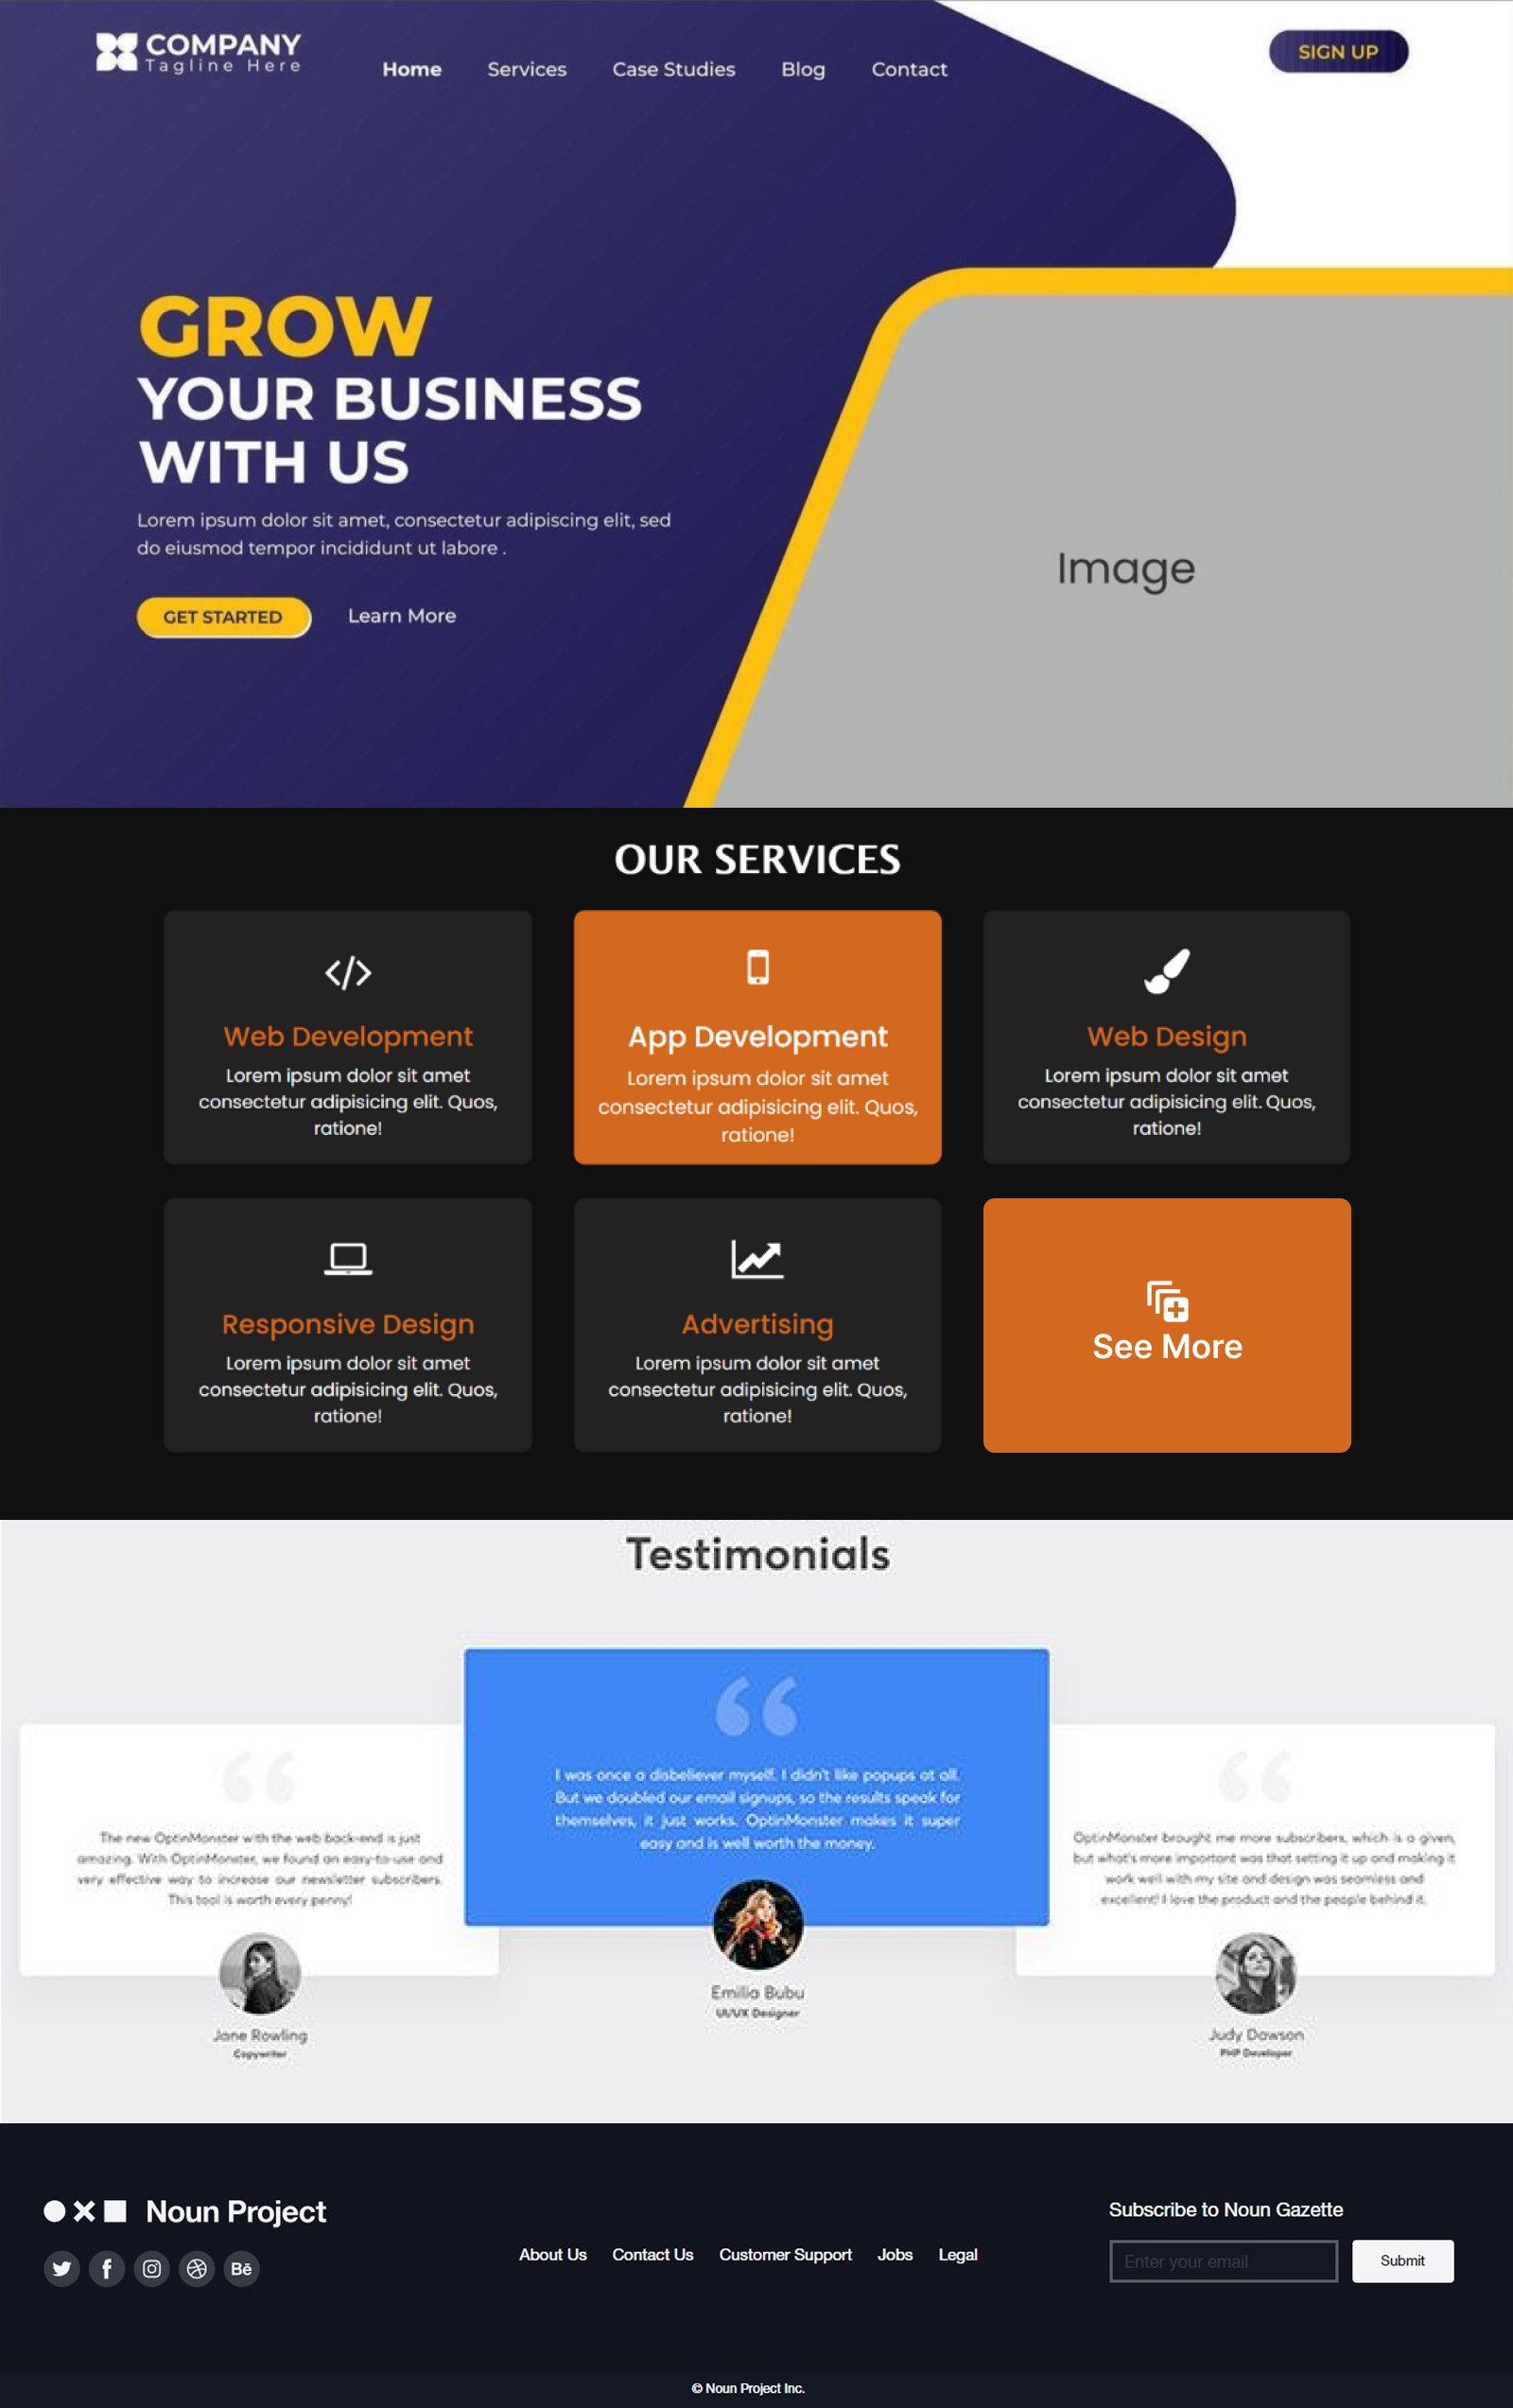 COMPANY
Tagline Here
Home Services Case Studies Blog Contact
SIGN UP
GROW
YOUR BUSINESS
WITH US
Lorem ipsum dolor sit amet, consectetur adipiscing elit, sed
do eiusmod tempor incididunt ut labore .
GET STARTED Learn More
Image
OUR SERVICES
Web Development
Lorem ipsum dolor sit amet
consectetur adipisicing elit. Quos,
ratione!
App Development
Lorem ipsum dolor sit amet
consectetur adipisicing elit. Quos,
ratione!
Web Design
Lorem ipsum dolor sit amet
consectetur adipisicing elit. Quos,
ratione!
Responsive Design
Lorem ipsum dolor sit amet
consectetur adipisicing elit. Quos,
ratione!
Advertising
Lorem ipsum dolor sit amet
consectetur adipisicing elit. Quos,
ratione!
See More
Testimonials
“
The new OptinMonster with the web back-end is just
amazing. With OptinMonster, we found an easy-to-use and
very effective way to increase our newsletter subscribers.
This tool is worth every penny!
Jane Rowling
Copywriter
“
I was once a disbeliever myself. I didn't like popups at all.
But we doubled our email signups, so the results speak for
themselves, it just works. OptinMonster makes it super
easy and is well worth the money.
Emilia Bubu
UI/UX Designer
“
OptinMonster brought me more subscribers, which is a given,
but what's more important was that setting it up and making it
work well with my site and design was seamless and
excellent! I love the product and the people behind it.
Judy Dawson
PHP Developer
Noun Project
Bē
About Us Contact Us Customer Support Jobs Legal
Subscribe to Noun Gazette
Enter your email Submit
© Noun Project Inc.